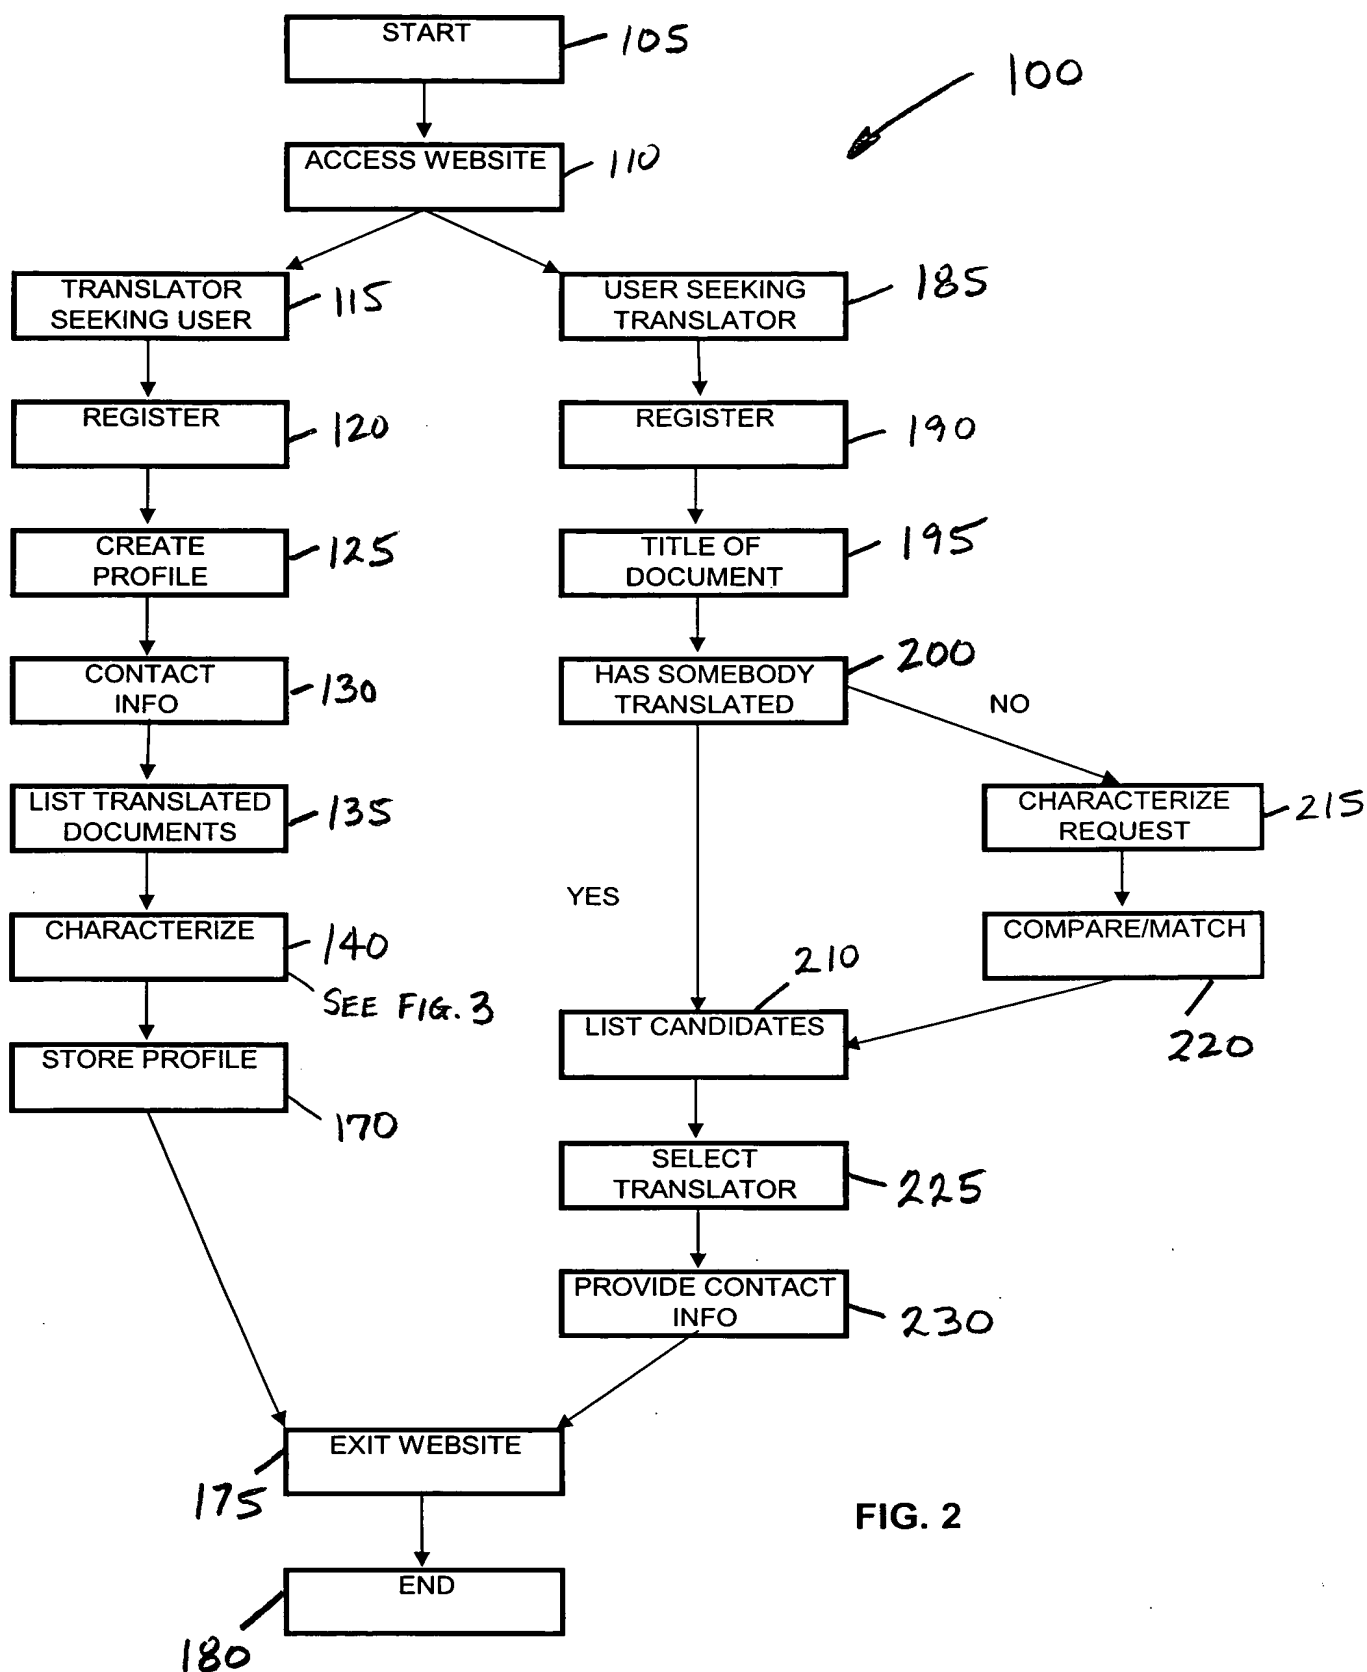 START
105
100
ACCESS WEBSITE
110
TRANSLATOR
SEEKING USER
115
USER SEEKING
TRANSLATOR
185
REGISTER
120
REGISTER
190
CREATE
PROFILE
125
TITLE OF
DOCUMENT
195
CONTACT
INFO
130
HAS SOMEBODY
TRANSLATED
200
NO
LIST TRANSLATED
DOCUMENTS
135
CHARACTERIZE
REQUEST
215
YES
CHARACTERIZE
140
SEE FIG. 3
COMPARE/MATCH
220
210
LIST CANDIDATES
STORE PROFILE
170
SELECT
TRANSLATOR
225
PROVIDE CONTACT
INFO
230
EXIT WEBSITE
175
FIG. 2
END
180